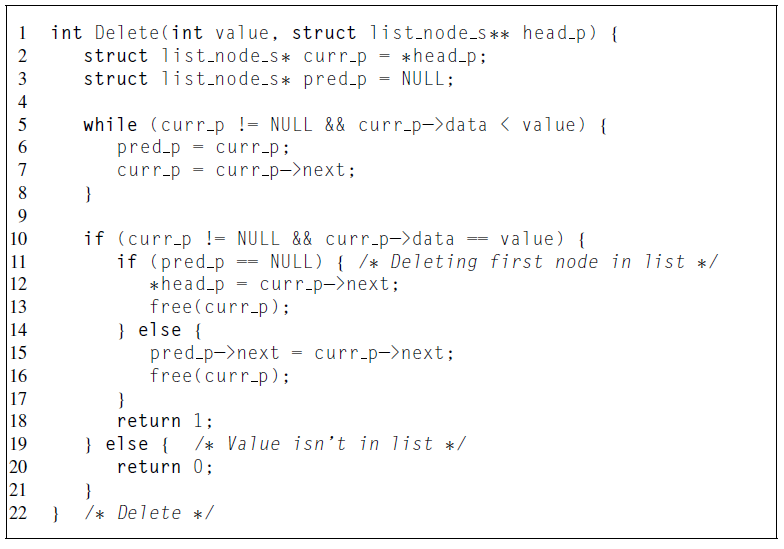 1 int Delete(int value, struct list_node_s** head_p) {
2 struct list_node_s* curr_p = *head_p;
3 struct list_node_s* pred_p = NULL;
4
5 while (curr_p != NULL && curr_p->data < value) {
6 pred_p = curr_p;
7 curr_p = curr_p->next;
8 }
9
10 if (curr_p != NULL && curr_p->data == value) {
11 if (pred_p == NULL) { /* Deleting first node in list */
12 *head_p = curr_p->next;
13 free(curr_p);
14 } else {
15 pred_p->next = curr_p->next;
16 free(curr_p);
17 }
18 return 1;
19 } else { /* Value isn't in list */
20 return 0;
21 }
22 } /* Delete */